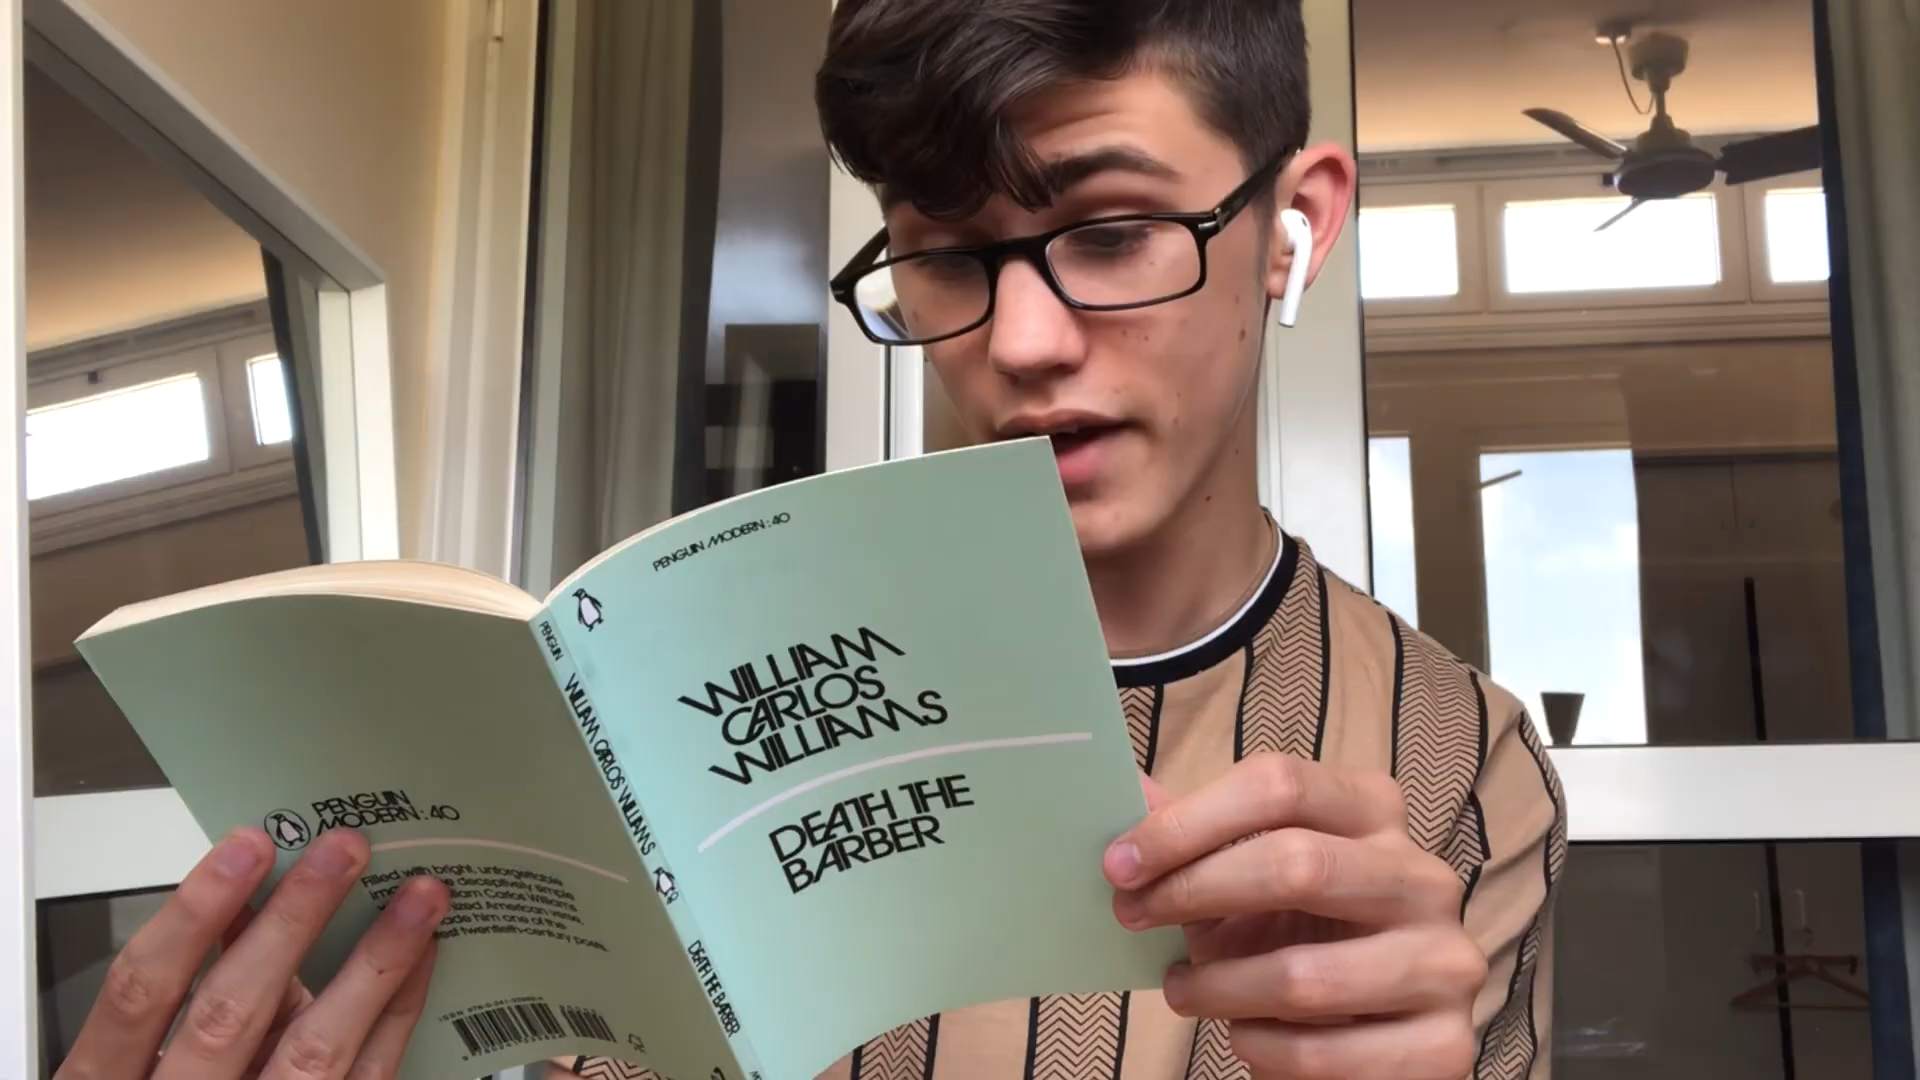 PENGUIN MODERN : 40
WILLIAM
CARLOS
WILLIAMS
DEATH THE
BARBER
PENGUIN
WILLIAM CARLOS WILLIAMS
DEATH THE BARBER
PENGUIN
MODERN : 40
Filled with bright, unforgettable
deceptively simple
William Carlos Williams
American verse,
made him one of the
twentieth-century poets.
ISBN